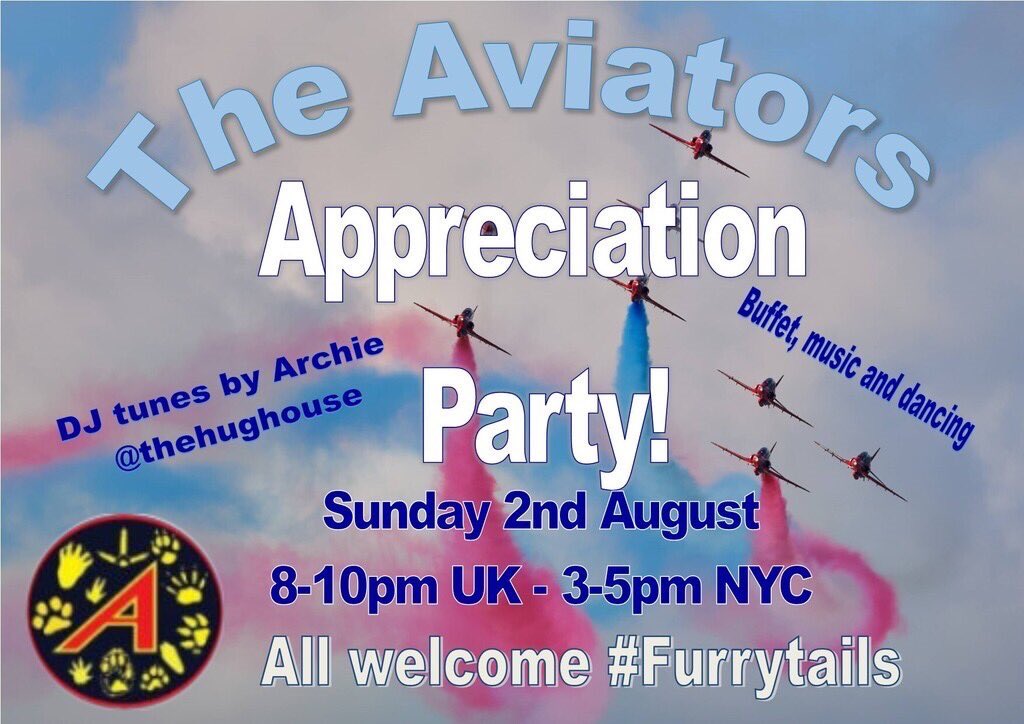 The Aviators
Appreciation
Party!
Buffet, music and dancing
DJ tunes by Archie
@thehughouse
Sunday 2nd August
8-10pm UK - 3-5pm NYC
A
All welcome #Furrytails